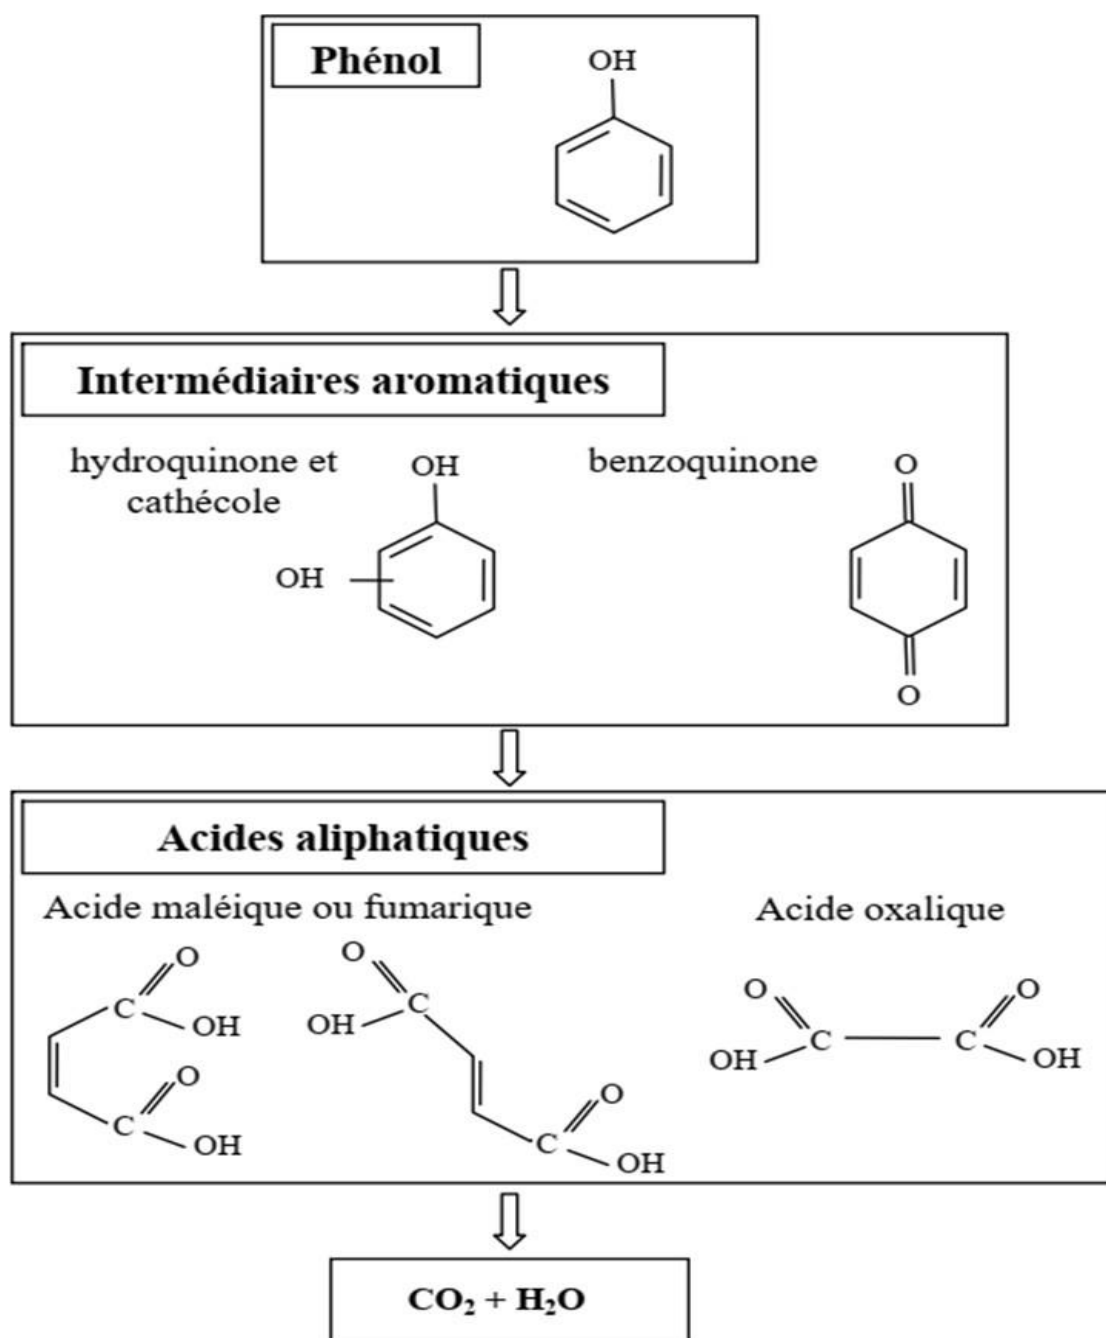 Phénol
OH
Intermédiaires aromatiques
hydroquinone et
cathécole
OH
OH
benzoquinone
O
O
Acides aliphatiques
Acide maléique ou fumarique
Acide oxalique
O
C
OH
O
C
OH
O
C
OH
O
C
OH
O
C
OH
O
C
OH
CO₂ + H₂O